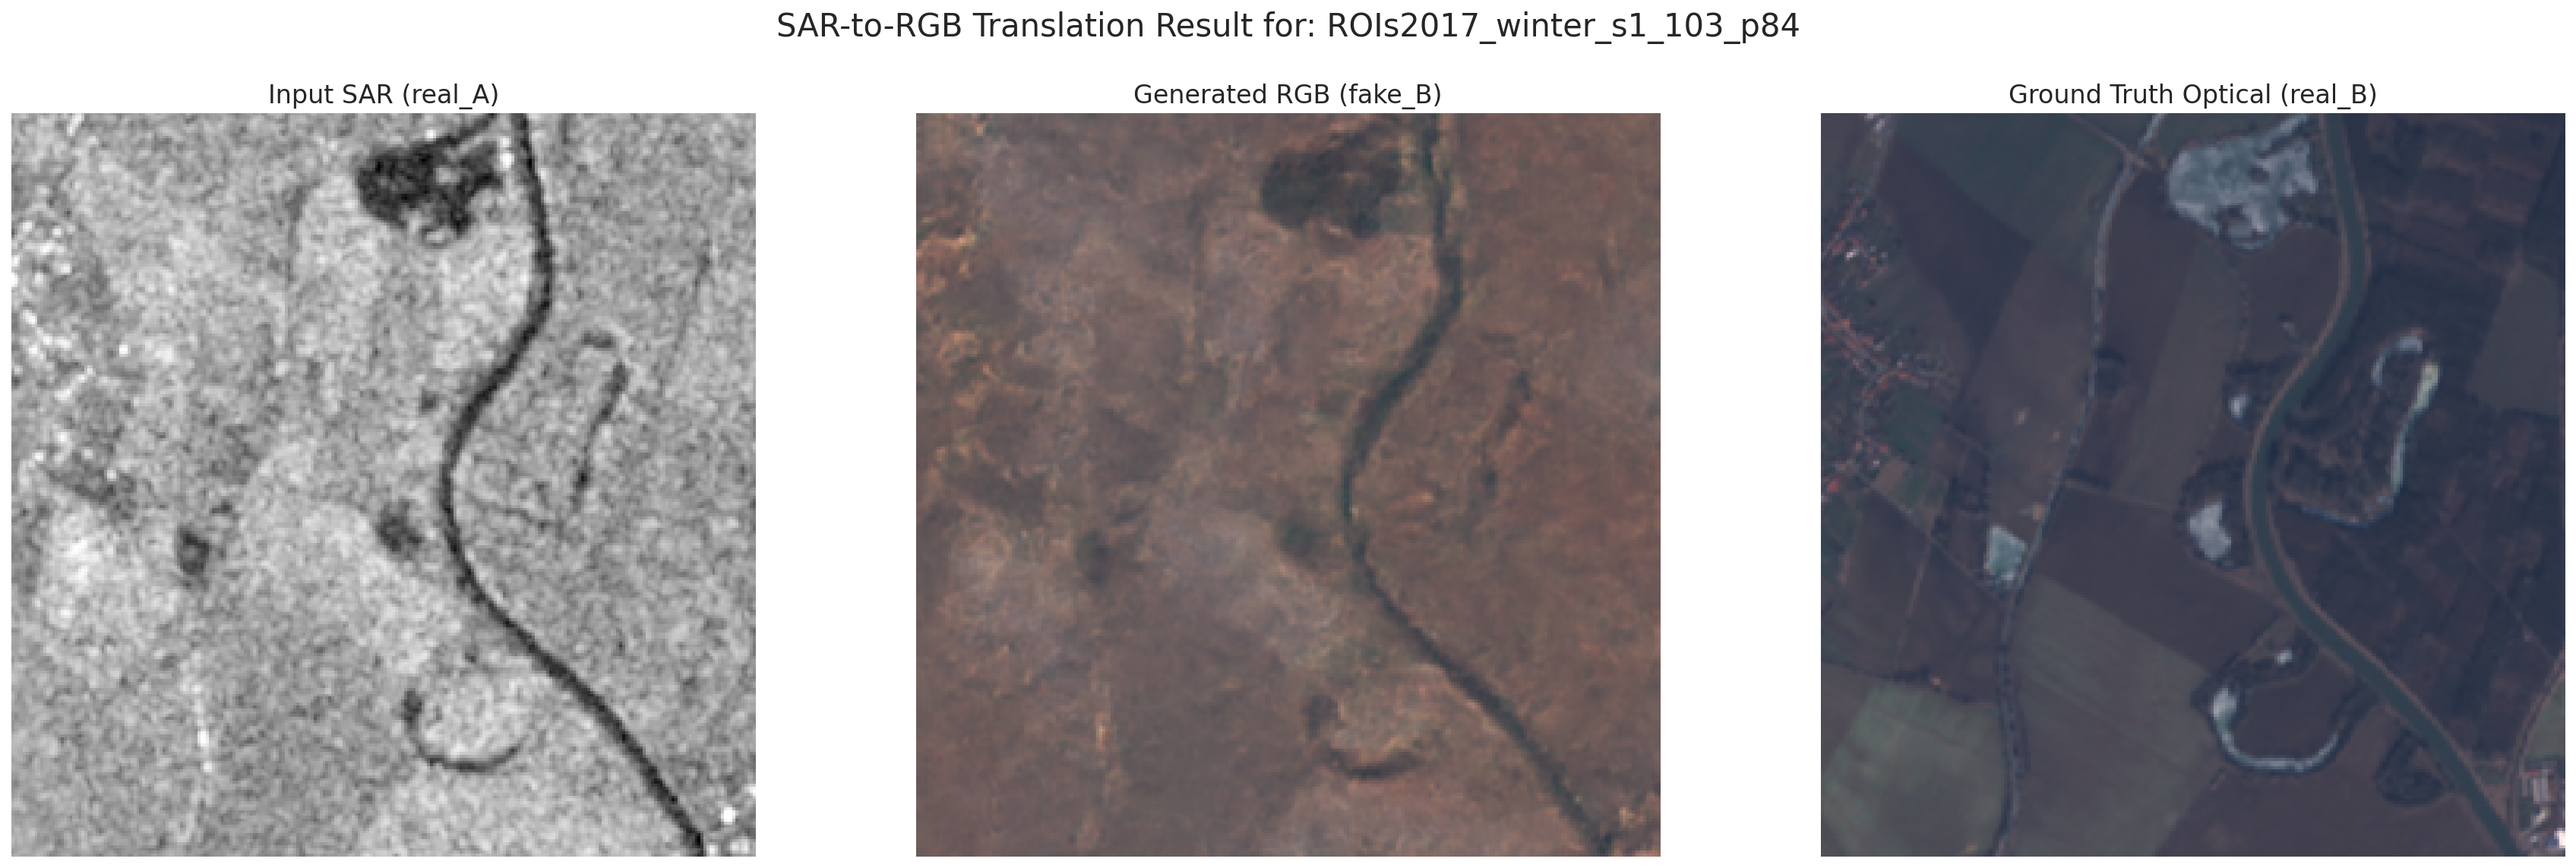 SAR-to-RGB Translation Result for: ROIs2017_winter_s1_103_p84
Input SAR (real_A)
Generated RGB (fake_B)
Ground Truth Optical (real_B)